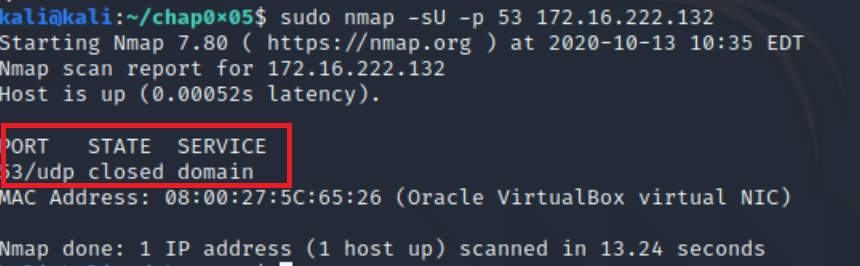 kali@kali:~/chap0×05$ sudo nmap -sU -p 53 172.16.222.132
Starting Nmap 7.80 ( https://nmap.org ) at 2020-10-13 10:35 EDT
Nmap scan report for 172.16.222.132
Host is up (0.00052s latency).
PORT   STATE  SERVICE
53/udp closed domain
MAC Address: 08:00:27:5C:65:26 (Oracle VirtualBox virtual NIC)
Nmap done: 1 IP address (1 host up) scanned in 13.24 seconds